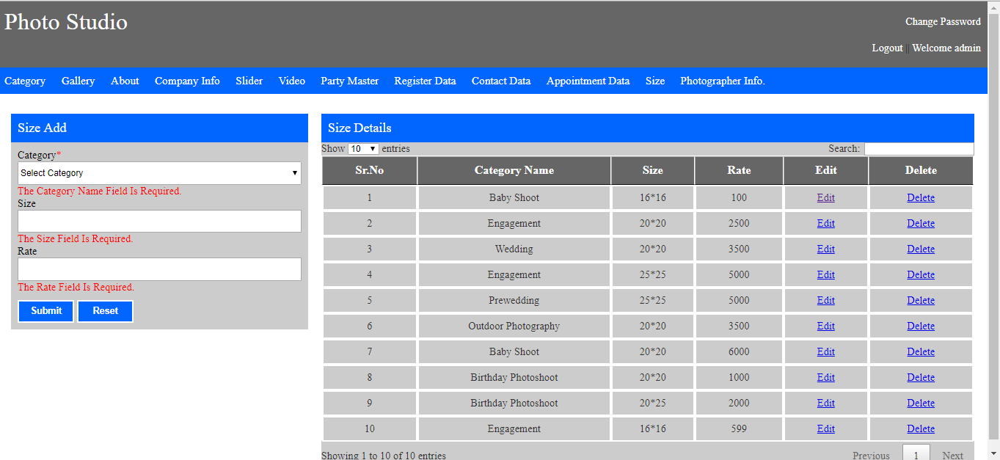 Photo Studio
Change Password
Logout || Welcome admin
Category Gallery About Company Info Slider Video Party Master Register Data Contact Data Appointment Data Size Photographer Info.
Size Add
Category*
Select Category
The Category Name Field Is Required.
Size
The Size Field Is Required.
Rate
The Rate Field Is Required.
Submit Reset
Size Details
Show 10 entries Search:
Sr.No Category Name Size Rate Edit Delete
1 Baby Shoot 16*16 100 Edit Delete
2 Engagement 20*20 2500 Edit Delete
3 Wedding 20*20 3500 Edit Delete
4 Engagement 25*25 5000 Edit Delete
5 Prewedding 25*25 5000 Edit Delete
6 Outdoor Photography 20*20 3500 Edit Delete
7 Baby Shoot 20*20 6000 Edit Delete
8 Birthday Photoshoot 20*20 1000 Edit Delete
9 Birthday Photoshoot 20*25 2000 Edit Delete
10 Engagement 16*16 599 Edit Delete
Showing 1 to 10 of 10 entries Previous 1 Next